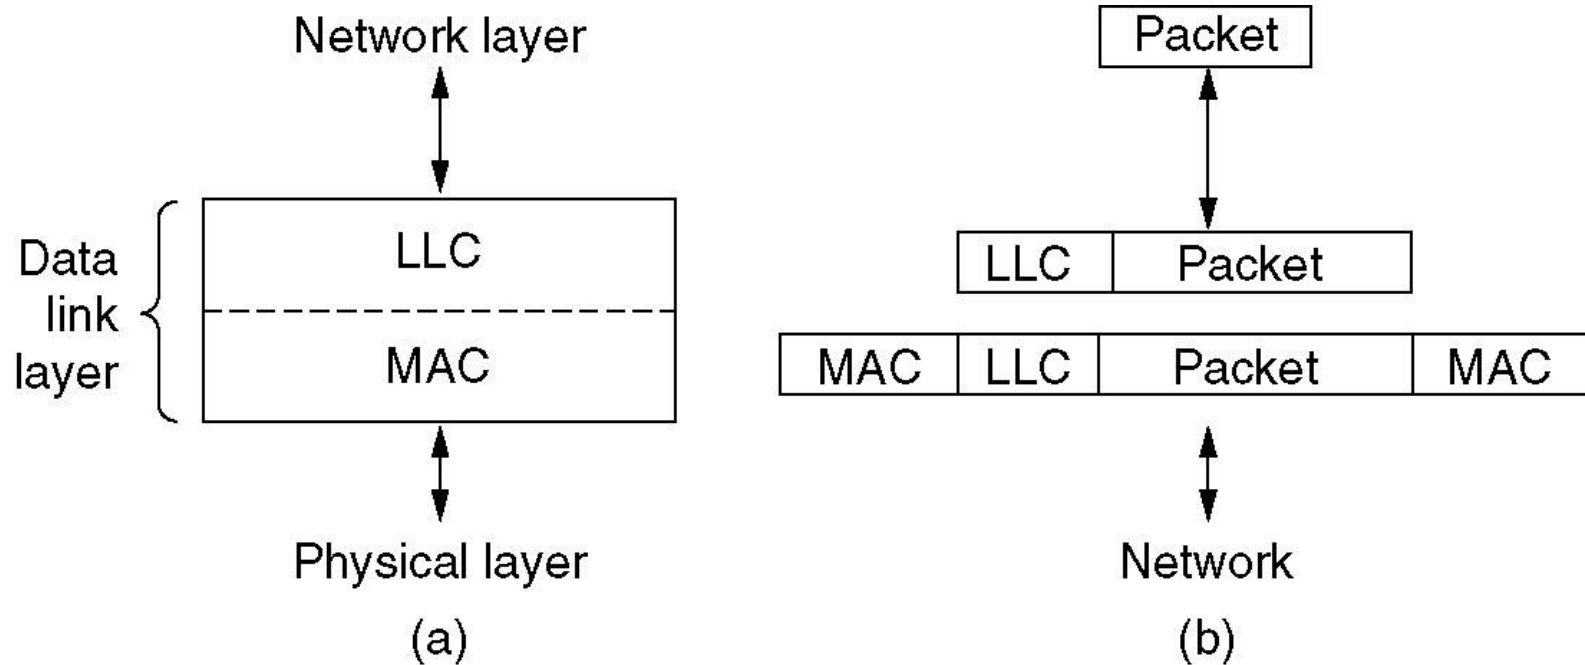 Network layer
Data
link
layer
LLC
MAC
Physical layer
(a)
Packet
LLC Packet
MAC LLC Packet MAC
Network
(b)